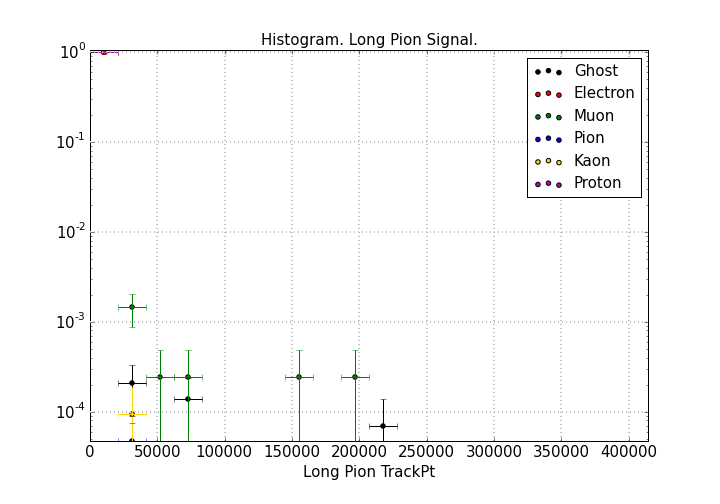 Histogram. Long Pion Signal.
10^0
10^-1
10^-2
10^-3
10^-4
Ghost
Electron
Muon
Pion
Kaon
Proton
0 50000 100000 150000 200000 250000 300000 350000 400000
Long Pion TrackPt